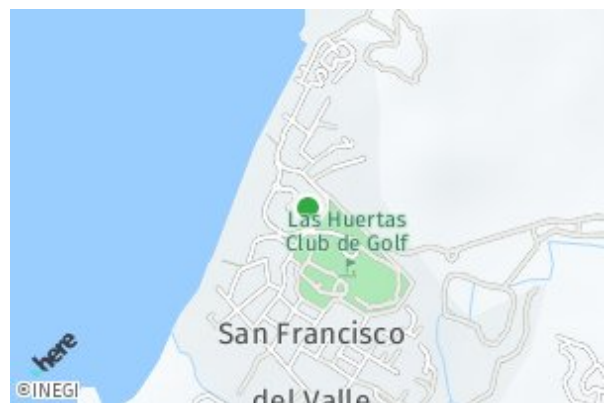 Las Huertas
Club de Golf
San Francisco
del Valle
here
©INEGI